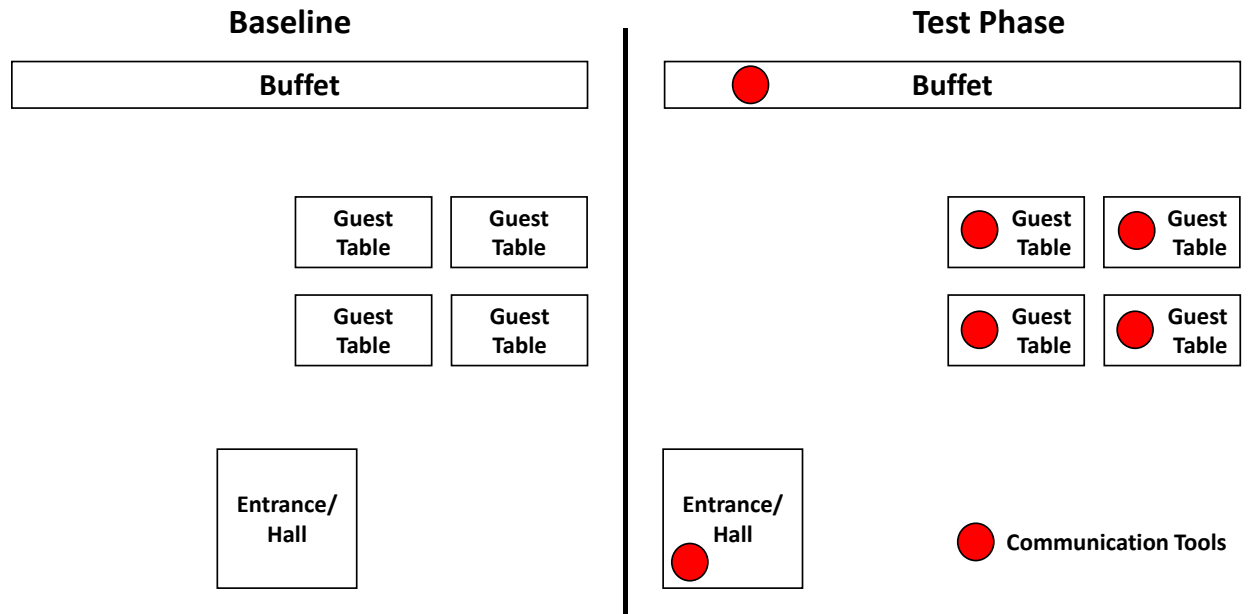 Baseline
Buffet
Guest
Table
Guest
Table
Guest
Table
Guest
Table
Entrance/
Hall
Test Phase
Buffet
Guest
Table
Guest
Table
Guest
Table
Guest
Table
Entrance/
Hall
Communication Tools